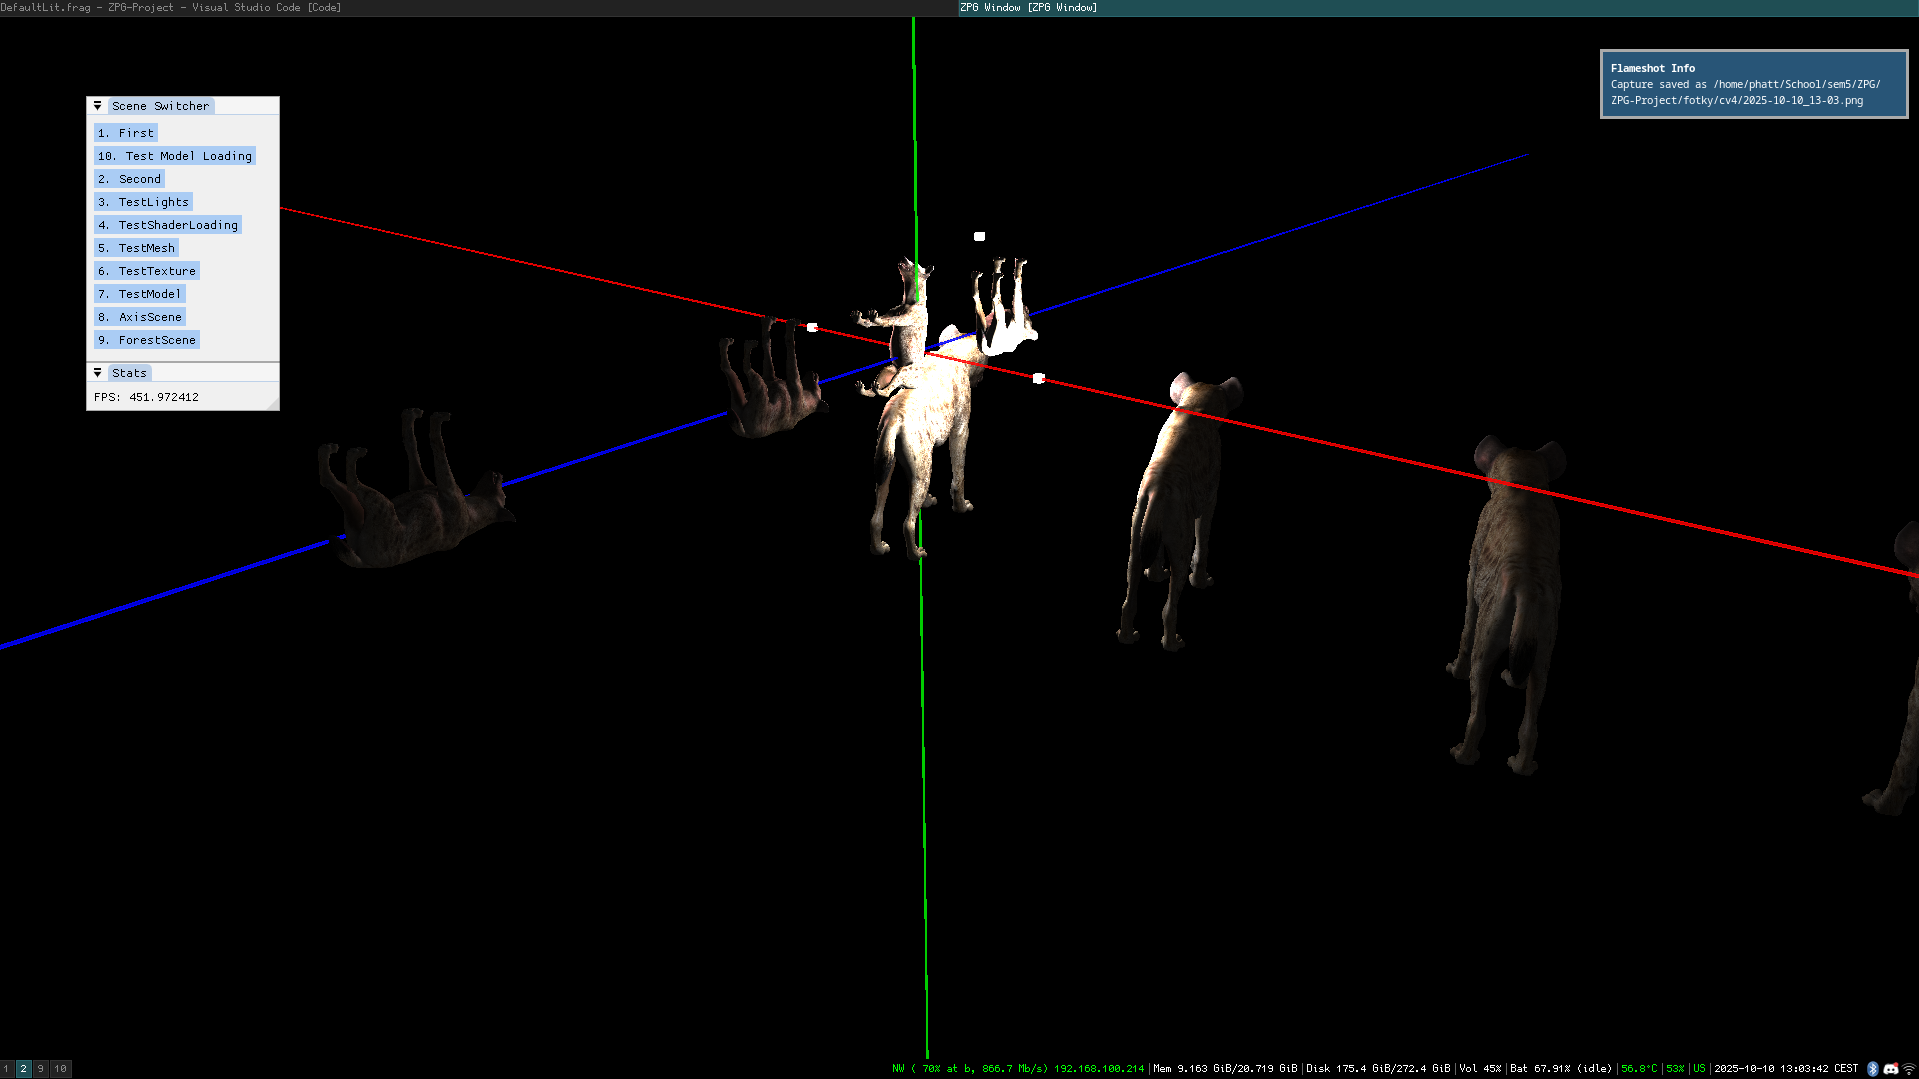 DefaultLit.frag - ZPG-Project - Visual Studio Code [Code]
ZPG Window [ZPG Window]
Flameshot Info
Capture saved as /home/phatt/School/sem5/ZPG/
ZPG-Project/fotky/cv4/2025-10-10_13-03.png
Scene Switcher
1. First
10. Test Model Loading
2. Second
3. TestLights
4. TestShaderLoading
5. TestMesh
6. TestTexture
7. TestModel
8. AxisScene
9. ForestScene
Stats
FPS: 451.972412
1 2 9 10
NW ( 70% at b, 866.7 Mb/s) 192.168.100.214|Mem 9.163 GiB/20.719 GiB|Disk 175.4 GiB/272.4 GiB|Vol 45%|Bat 67.91% (idle)|56.8°C|53%|US|2025-10-10 13:03:42 CEST